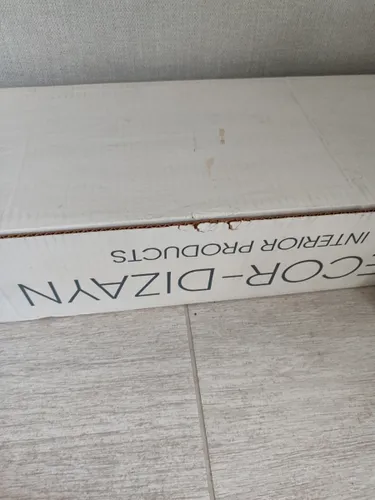 ECOR-DIZAYN
INTERIOR PRODUCTS